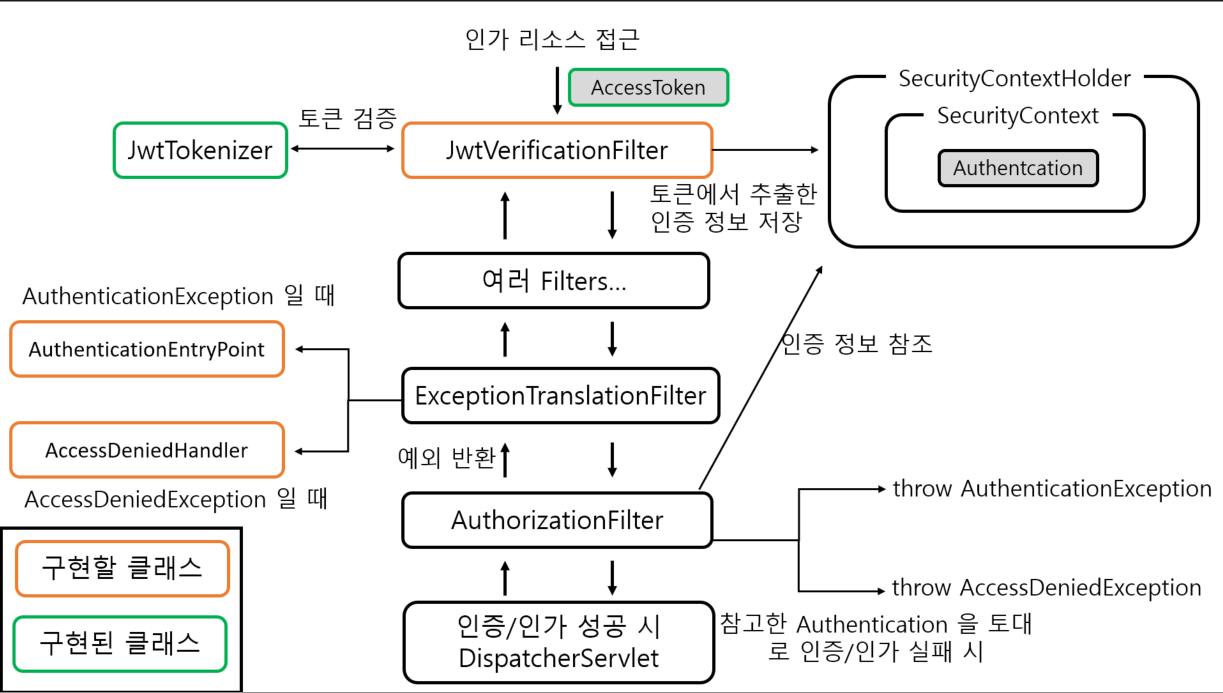 인가 리소스 접근
AccessToken
SecurityContextHolder
SecurityContext
Authentcation
토큰 검증
JwtTokenizer
JwtVerificationFilter
토큰에서 추출한
인증 정보 저장
여러 Filters...
AuthenticationException 일 때
AuthenticationEntryPoint
인증 정보 참조
ExceptionTranslationFilter
AccessDeniedHandler
예외 반환
AccessDeniedException 일 때
AuthorizationFilter
throw AuthenticationException
throw AccessDeniedException
구현할 클래스
구현된 클래스
인증/인가 성공 시
DispatcherServlet
참고한 Authentication 을 토대
로 인증/인가 실패 시